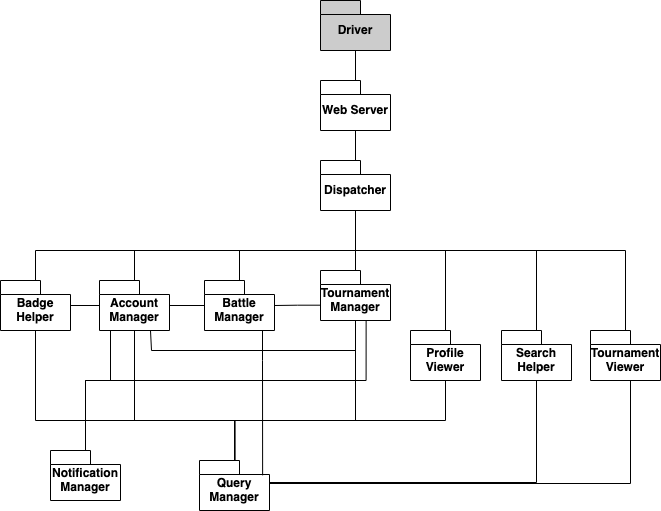 Driver
Web Server
Dispatcher
Badge
Helper
Account
Manager
Battle
Manager
Tournament
Manager
Profile
Viewer
Search
Helper
Tournament
Viewer
Notification
Manager
Query
Manager